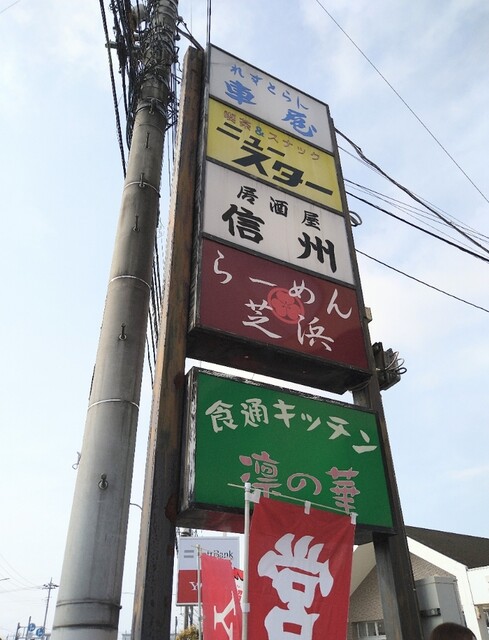 れすとらん
車厄
喫茶&スナック
ニュー
スター
居酒屋
信州
らーめん
芝浜
食通キッチン
凛の華
SoftBank
Y
営